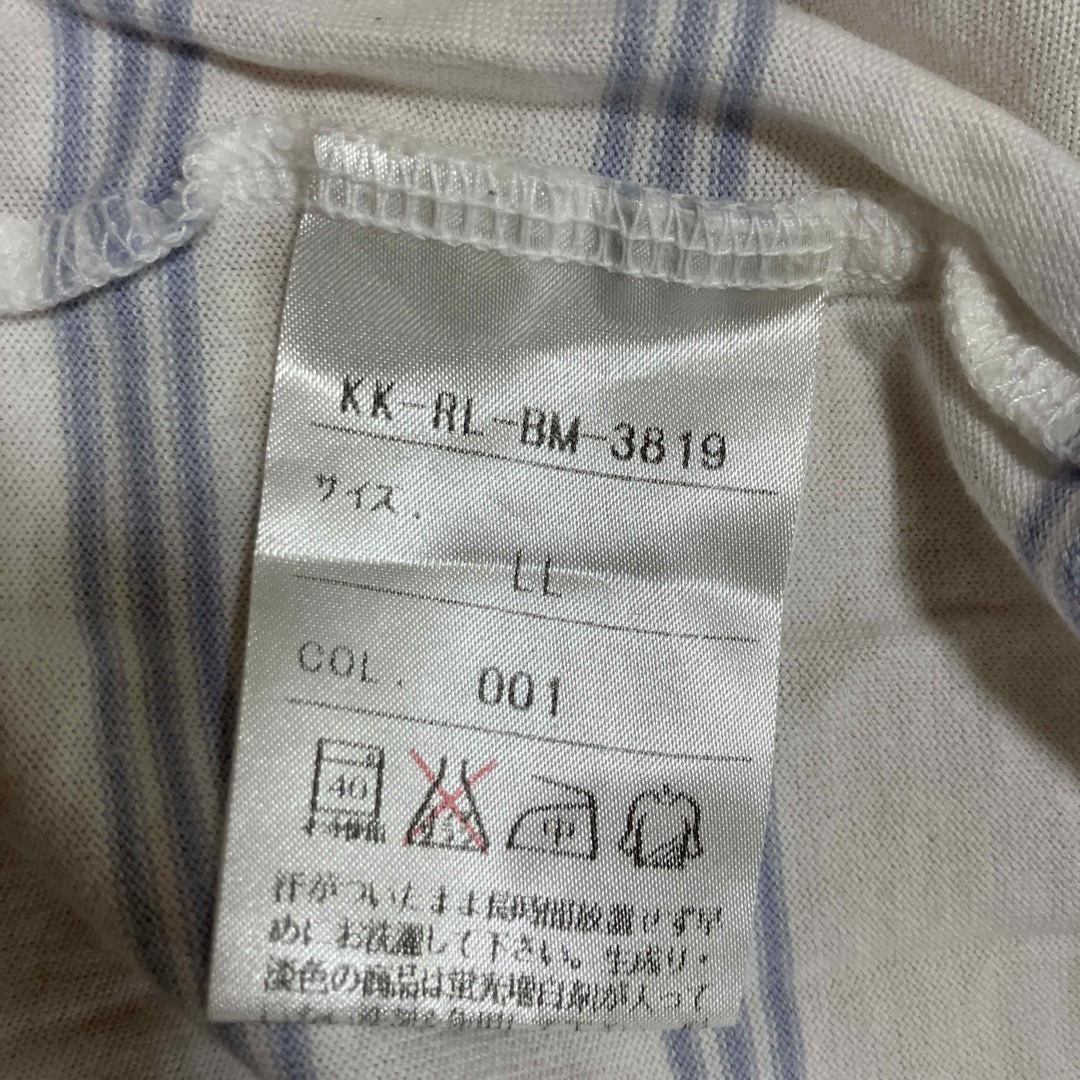 KK-RL-BM-3819
サイズ.
LL
COL. 001
40
中
汗がついたまま長時間放置せず早
めにお洗濯して下さい。生成り・
淡色の商品は蛍光増白剤が入って